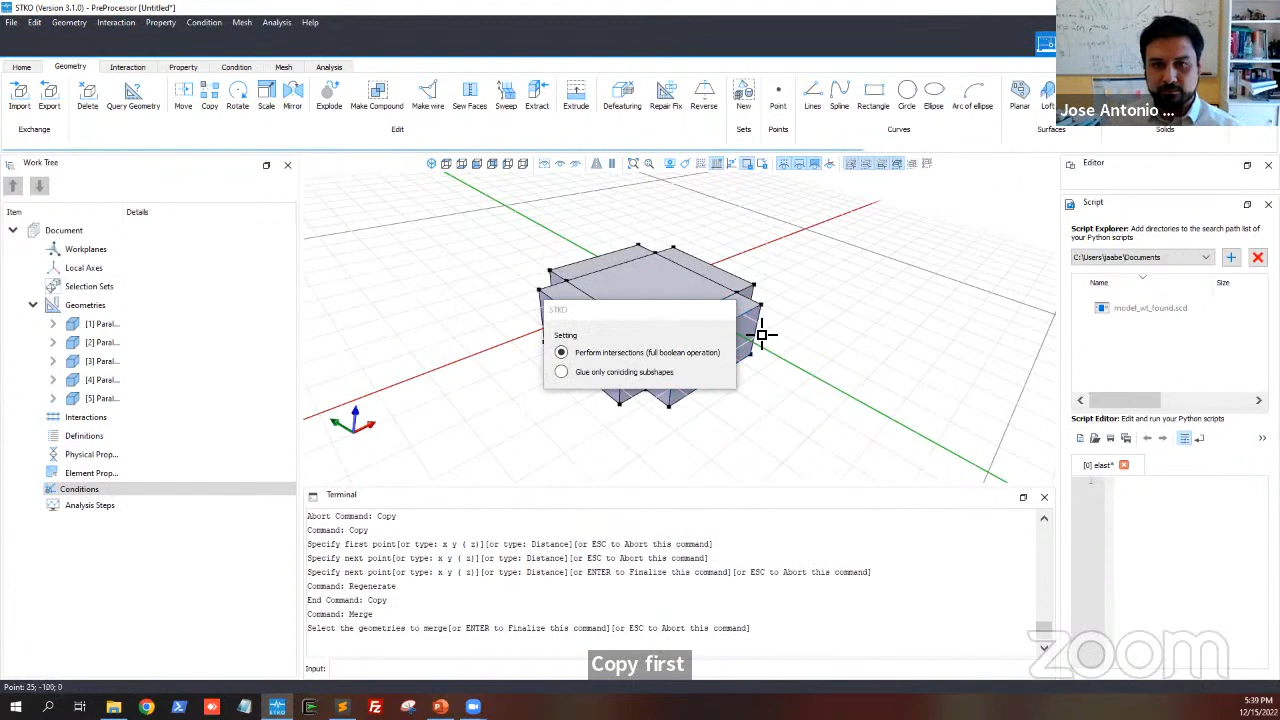 STKO (Version 3.1.0) - PreProcessor [Untitled*]
File Edit Geometry Interaction Property Condition Mesh Analysis Help
Home Geometry Interaction Property Condition Mesh Analysis
Import Export Delete Query Geometry Move Copy Rotate Scale Mirror Explode Make Compound Make wire Sew Faces Sweep Extract Extrude Defeaturing Repair Fix Reverse New Point Lines Spline Rectangle Circle Ellipse Arc of ellipse Planar Loft
Exchange Edit Sets Points Curves Surfaces Solids
Jose Antonio ...
Work Tree
Item Details
Document
Workplanes
Local Axes
Selection Sets
Geometries
[1] Paral...
[2] Paral...
[3] Paral...
[4] Paral...
[5] Paral...
Interactions
Definitions
Physical Prop...
Element Prop...
Conditions
Analysis Steps
STKO
Setting
Perform intersections (full boolean operation)
Glue only coniciding subshapes
Terminal
Abort Command: Copy
Command: Copy
Specify first point[or type: x y ( z)][or type: Distance][or ESC to Abort this command]
Specify next point[or type: x y ( z)][or type: Distance][or ESC to Abort this command]
Specify next point[or type: x y ( z)][or type: Distance][or ENTER to Finalize this command][or ESC to Abort this command]
Command: Regenerate
End Command: Copy
Command: Merge
Select the geometries to merge[or ENTER to Finalize this command][or ESC to Abort this command]
Input:
Editor
Script
Script Explorer: Add directories to the search path list of
your Python scripts
C:\Users\jaabe\Documents
Name Size
model_wt_found.scd
Script Editor: Edit and run your Python scripts
[0] elast*
1
zoom
Copy first
Point: 25; -100; 0
5:39 PM
12/15/2022